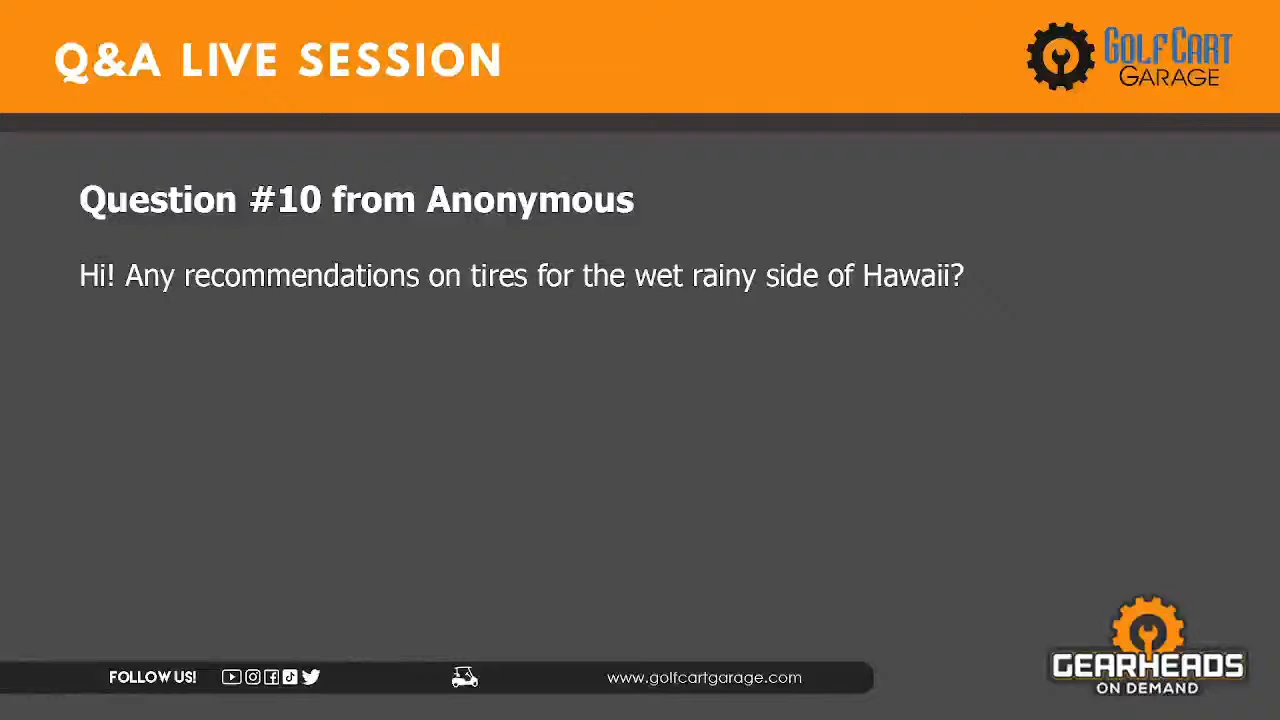 Q&A LIVE SESSION
GOLF CART
GARAGE
Question #10 from Anonymous
Hi! Any recommendations on tires for the wet rainy side of Hawaii?
FOLLOW US!
www.golfcartgarage.com
GEARHEADS
ON DEMAND